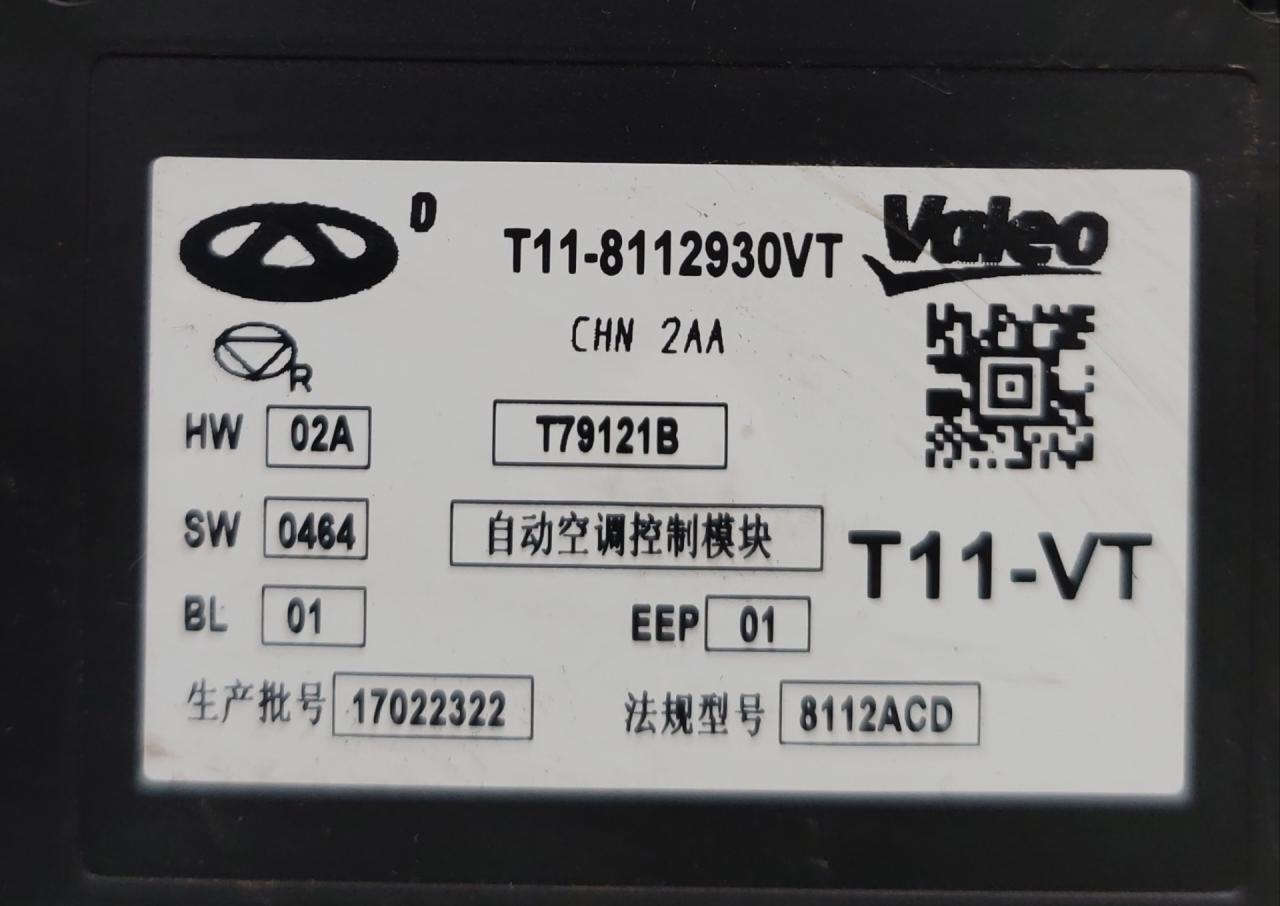 D
T11-8112930VT
Valeo
CHN 2AA
R
HW 02A
T79121B
SW 0464
自动空调控制模块
T11-VT
BL 01
EEP 01
生产批号 17022322
法规型号 8112ACD